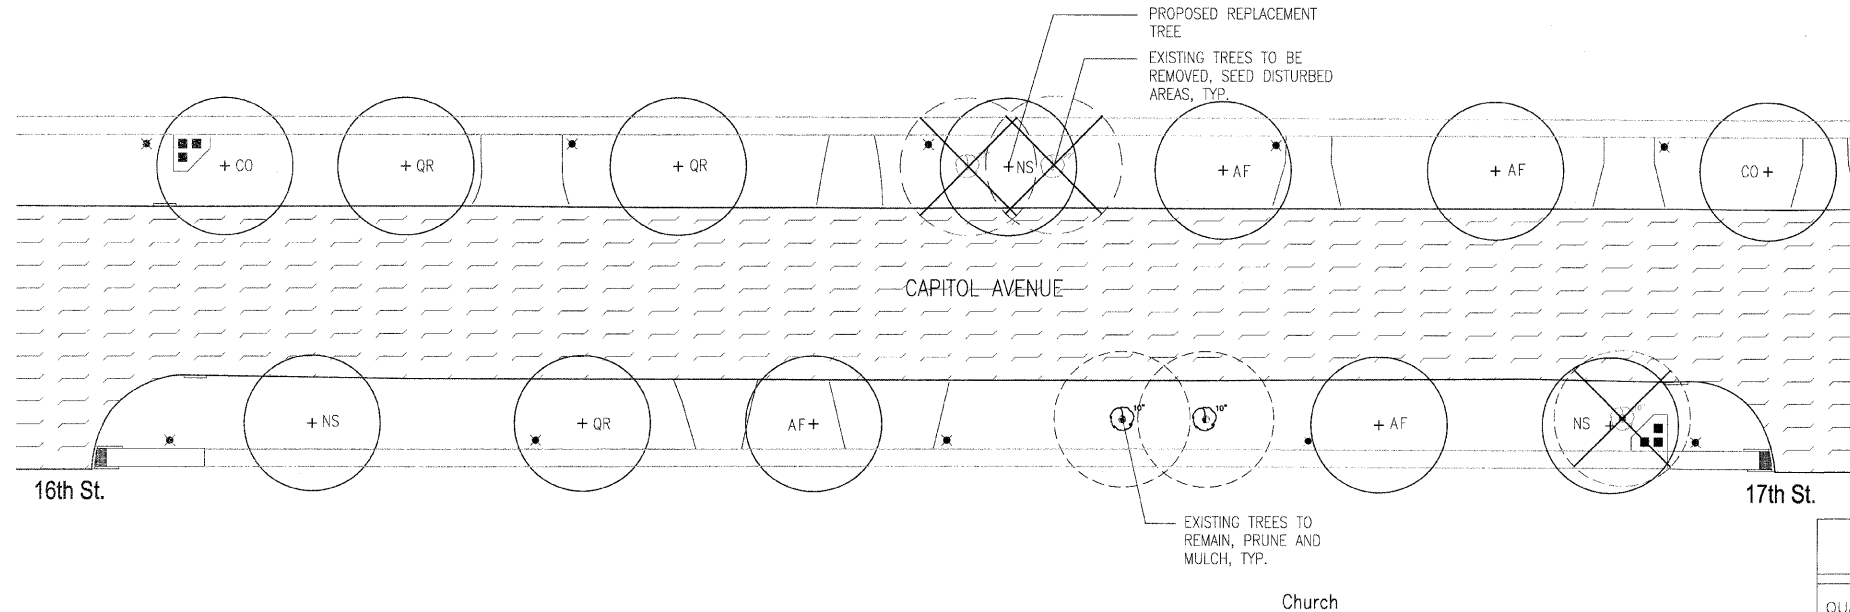 PROPOSED REPLACEMENT
TREE
EXISTING TREES TO BE
REMOVED, SEED DISTURBED
AREAS, TYP.
CO
QR
QR
NS
AF
AF
CO
CAPITOL AVENUE
NS
QR
AF
10"
10"
AF
NS
16th St.
17th St.
EXISTING TREES TO
REMAIN, PRUNE AND
MULCH, TYP.
Church